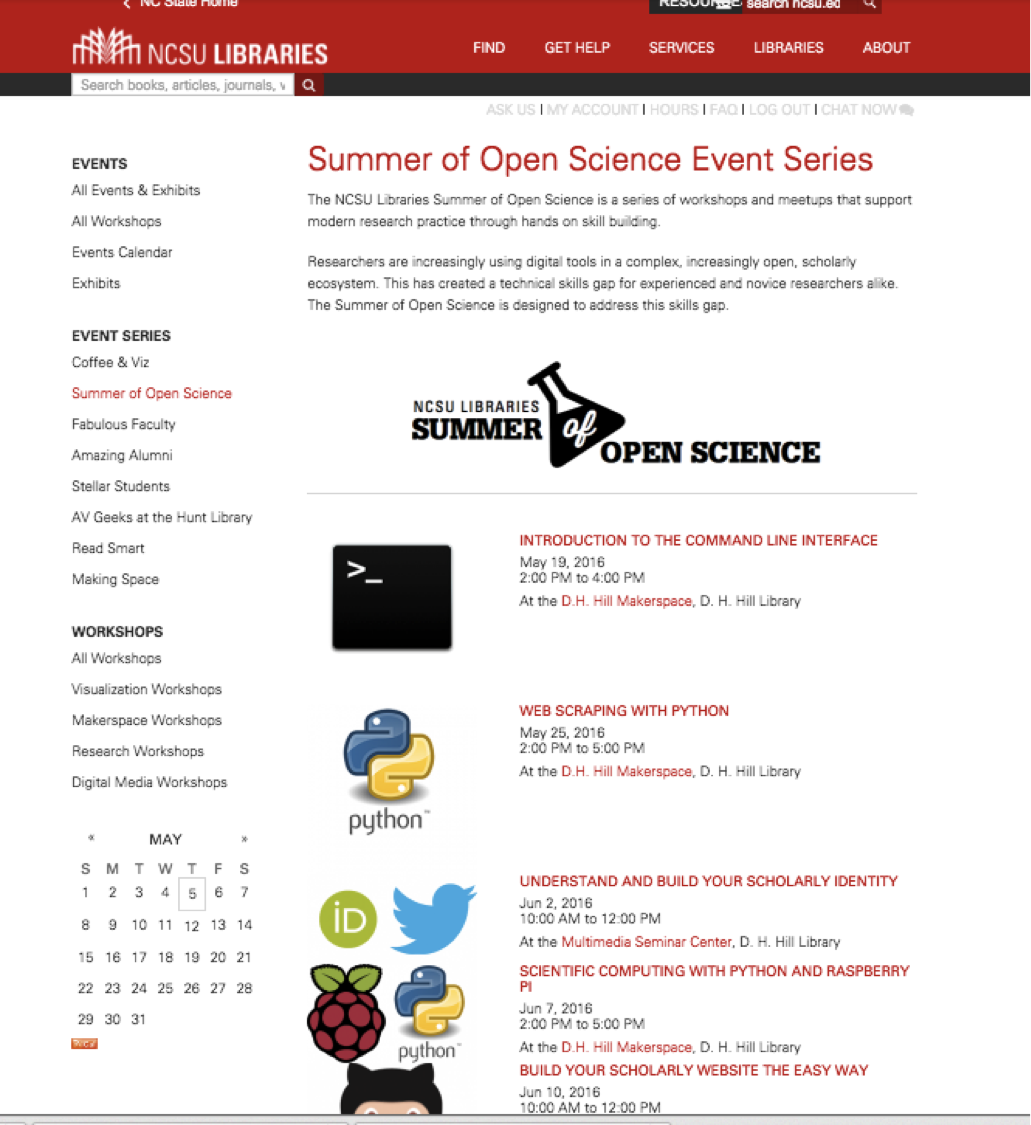 NC State Home
RESOURCES
search ncsu.edu
NCSU LIBRARIES
FIND GET HELP SERVICES LIBRARIES ABOUT
Search books, articles, journals,
ASK US | MY ACCOUNT | HOURS | FAQ | LOG OUT | CHAT NOW
EVENTS
All Events & Exhibits
All Workshops
Events Calendar
Exhibits
EVENT SERIES
Coffee & Viz
Summer of Open Science
Fabulous Faculty
Amazing Alumni
Stellar Students
AV Geeks at the Hunt Library
Read Smart
Making Space
WORKSHOPS
All Workshops
Visualization Workshops
Makerspace Workshops
Research Workshops
Digital Media Workshops
« MAY »
S M T W T F S
1 2 3 4 5 6 7
8 9 10 11 12 13 14
15 16 17 18 19 20 21
22 23 24 25 26 27 28
29 30 31
Summer of Open Science Event Series
The NCSU Libraries Summer of Open Science is a series of workshops and meetups that support
modern research practice through hands on skill building.
Researchers are increasingly using digital tools in a complex, increasingly open, scholarly
ecosystem. This has created a technical skills gap for experienced and novice researchers alike.
The Summer of Open Science is designed to address this skills gap.
NCSU LIBRARIES
SUMMER of
OPEN SCIENCE
>_
INTRODUCTION TO THE COMMAND LINE INTERFACE
May 19, 2016
2:00 PM to 4:00 PM
At the D.H. Hill Makerspace, D. H. Hill Library
python™
WEB SCRAPING WITH PYTHON
May 25, 2016
2:00 PM to 5:00 PM
At the D.H. Hill Makerspace, D. H. Hill Library
iD
UNDERSTAND AND BUILD YOUR SCHOLARLY IDENTITY
Jun 2, 2016
10:00 AM to 12:00 PM
At the Multimedia Seminar Center, D. H. Hill Library
python™
SCIENTIFIC COMPUTING WITH PYTHON AND RASPBERRY
PI
Jun 7, 2016
2:00 PM to 5:00 PM
At the D.H. Hill Makerspace, D. H. Hill Library
BUILD YOUR SCHOLARLY WEBSITE THE EASY WAY
Jun 10, 2016
10:00 AM to 12:00 PM